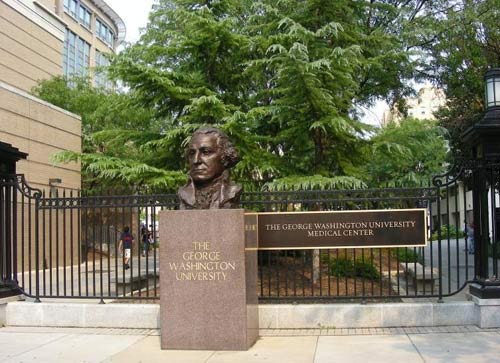 THE
GEORGE
WASHINGTON
UNIVERSITY
THE GEORGE WASHINGTON UNIVERSITY
MEDICAL CENTER